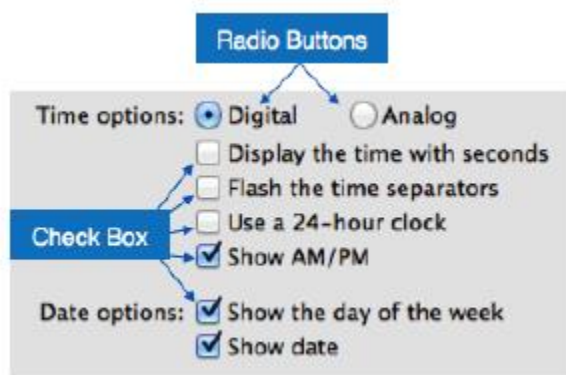 Radio Buttons
Time options: Digital Analog
Display the time with seconds
Flash the time separators
Use a 24-hour clock
Check Box
Show AM/PM
Date options: Show the day of the week
Show date